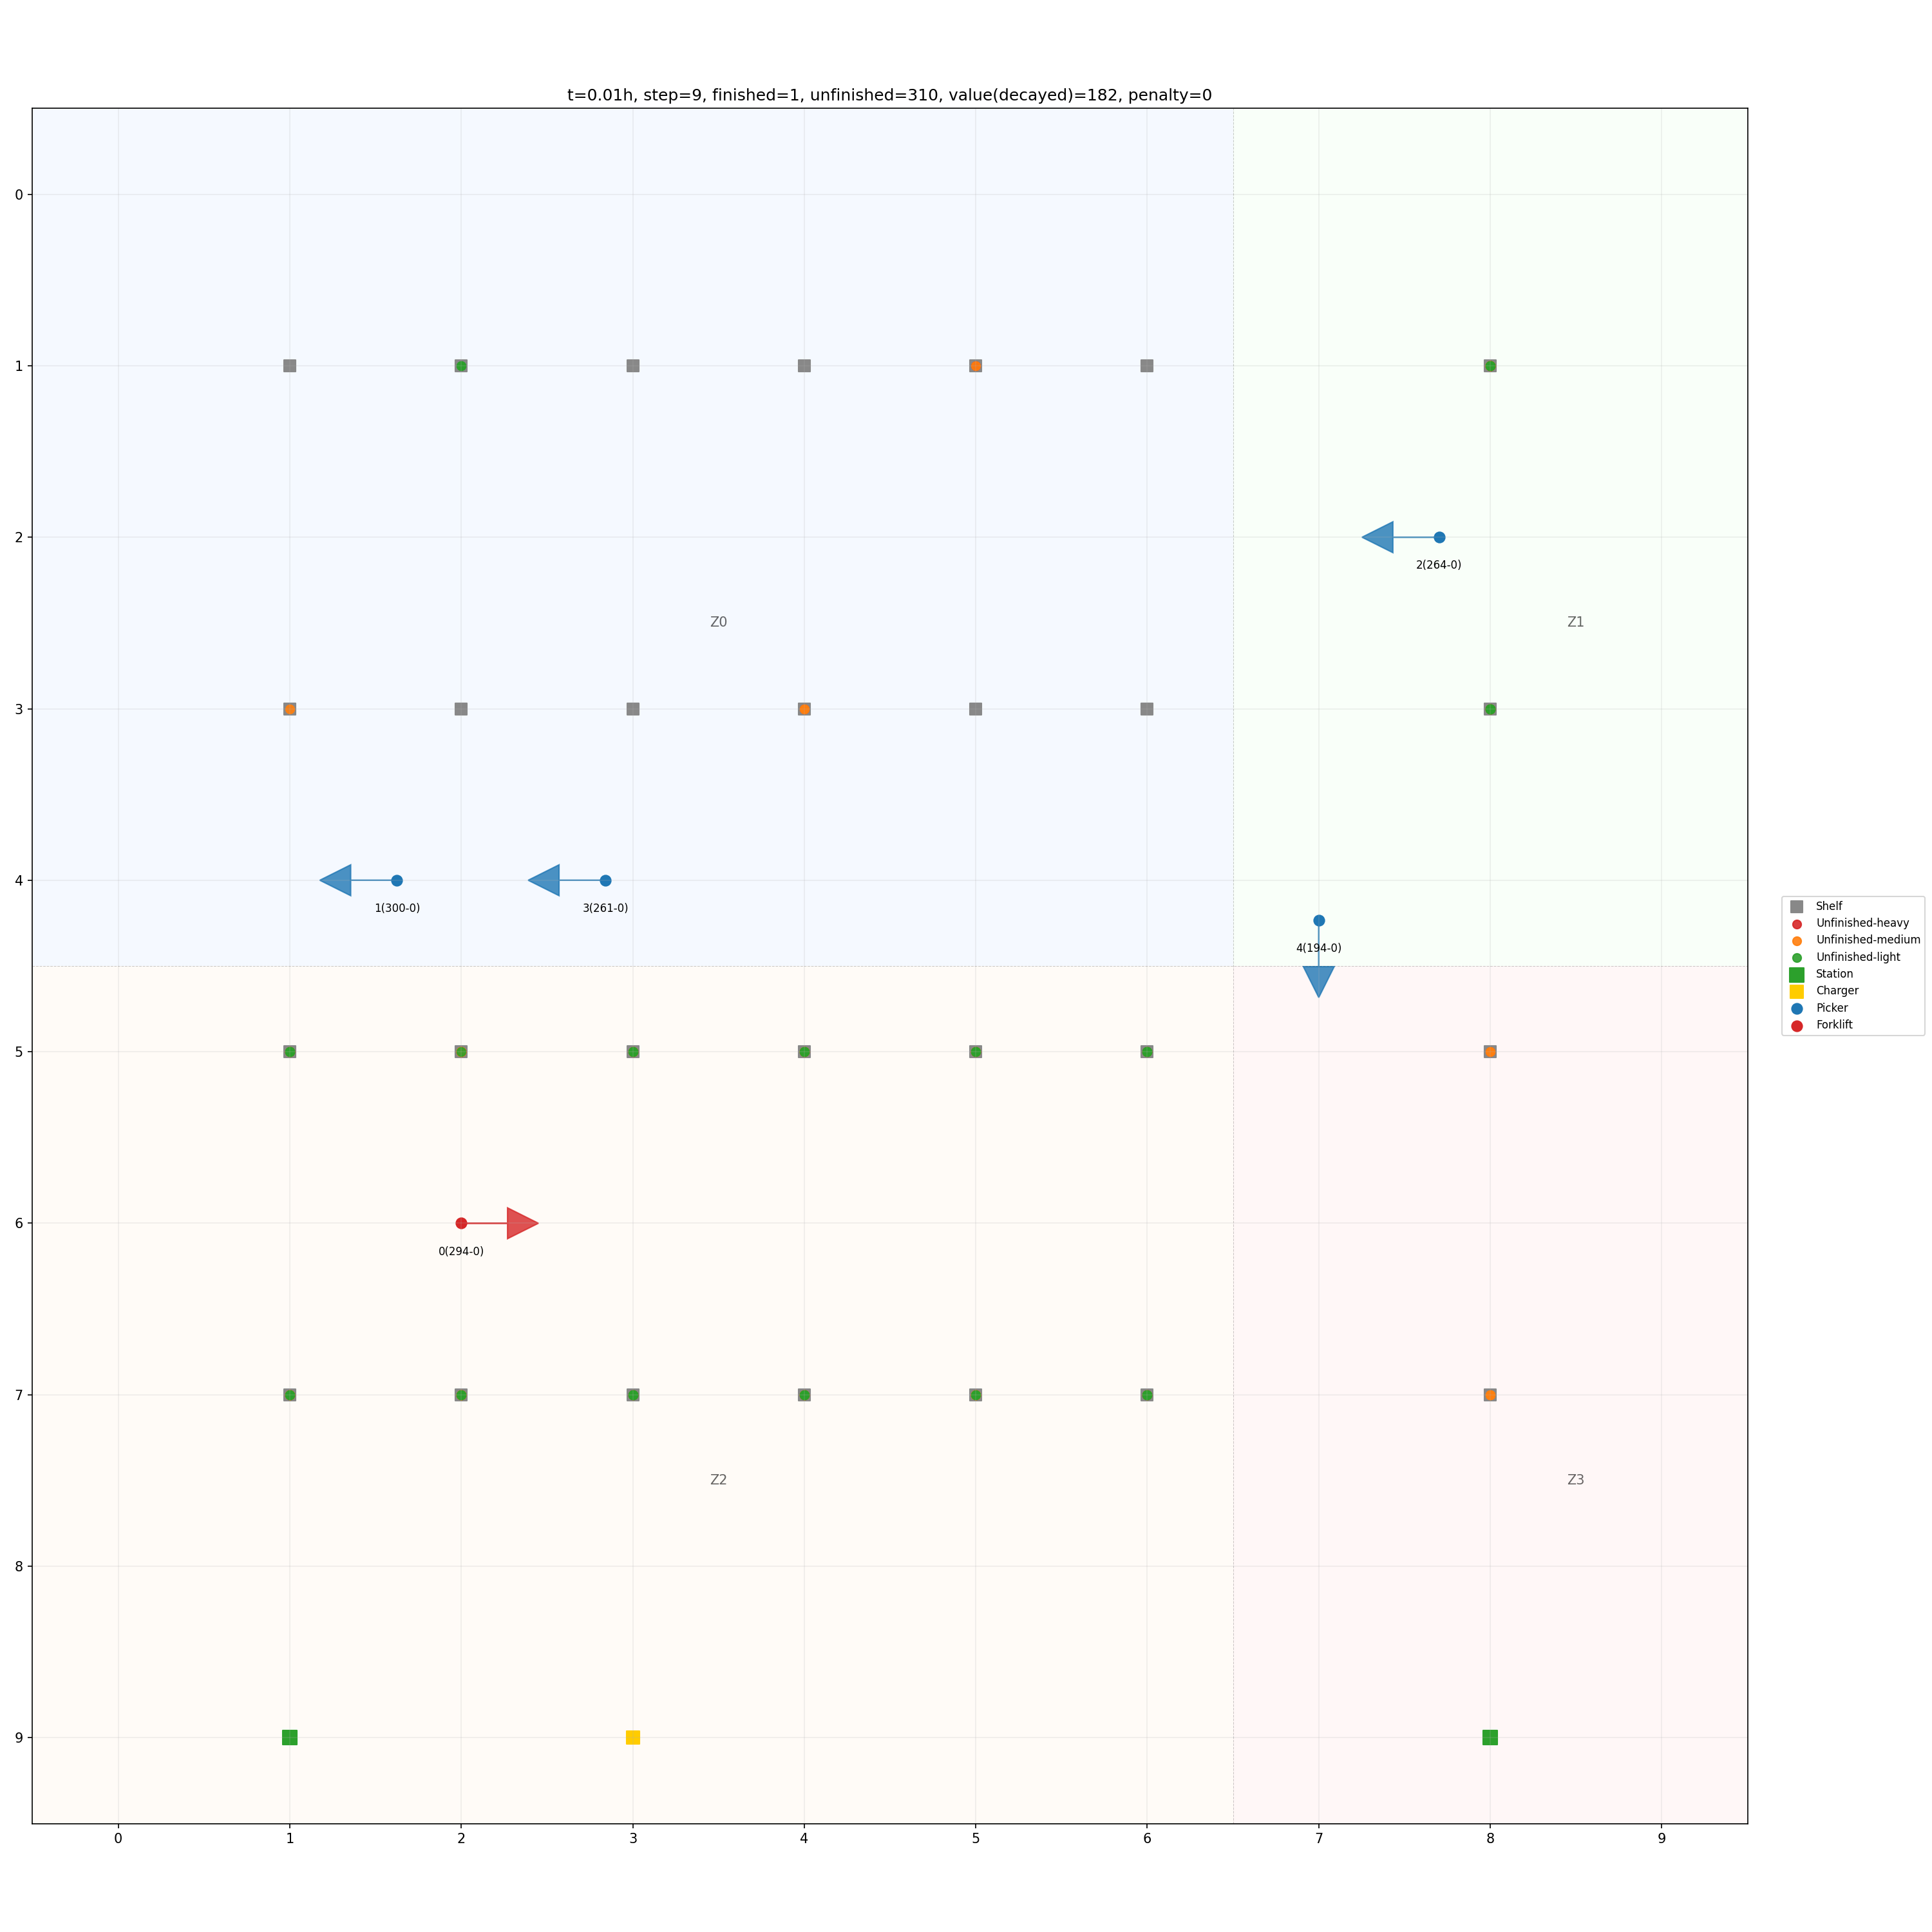 t=0.01h, step=9, finished=1, unfinished=310, value(decayed)=182, penalty=0
0
1
2
2(264-0)
Z0
Z1
3
4
1(300-0)
3(261-0)
4(194-0)
Shelf
Unfinished-heavy
Unfinished-medium
Unfinished-light
Station
Charger
Picker
Forklift
5
6
0(294-0)
7
Z2
Z3
8
9
0 1 2 3 4 5 6 7 8 9